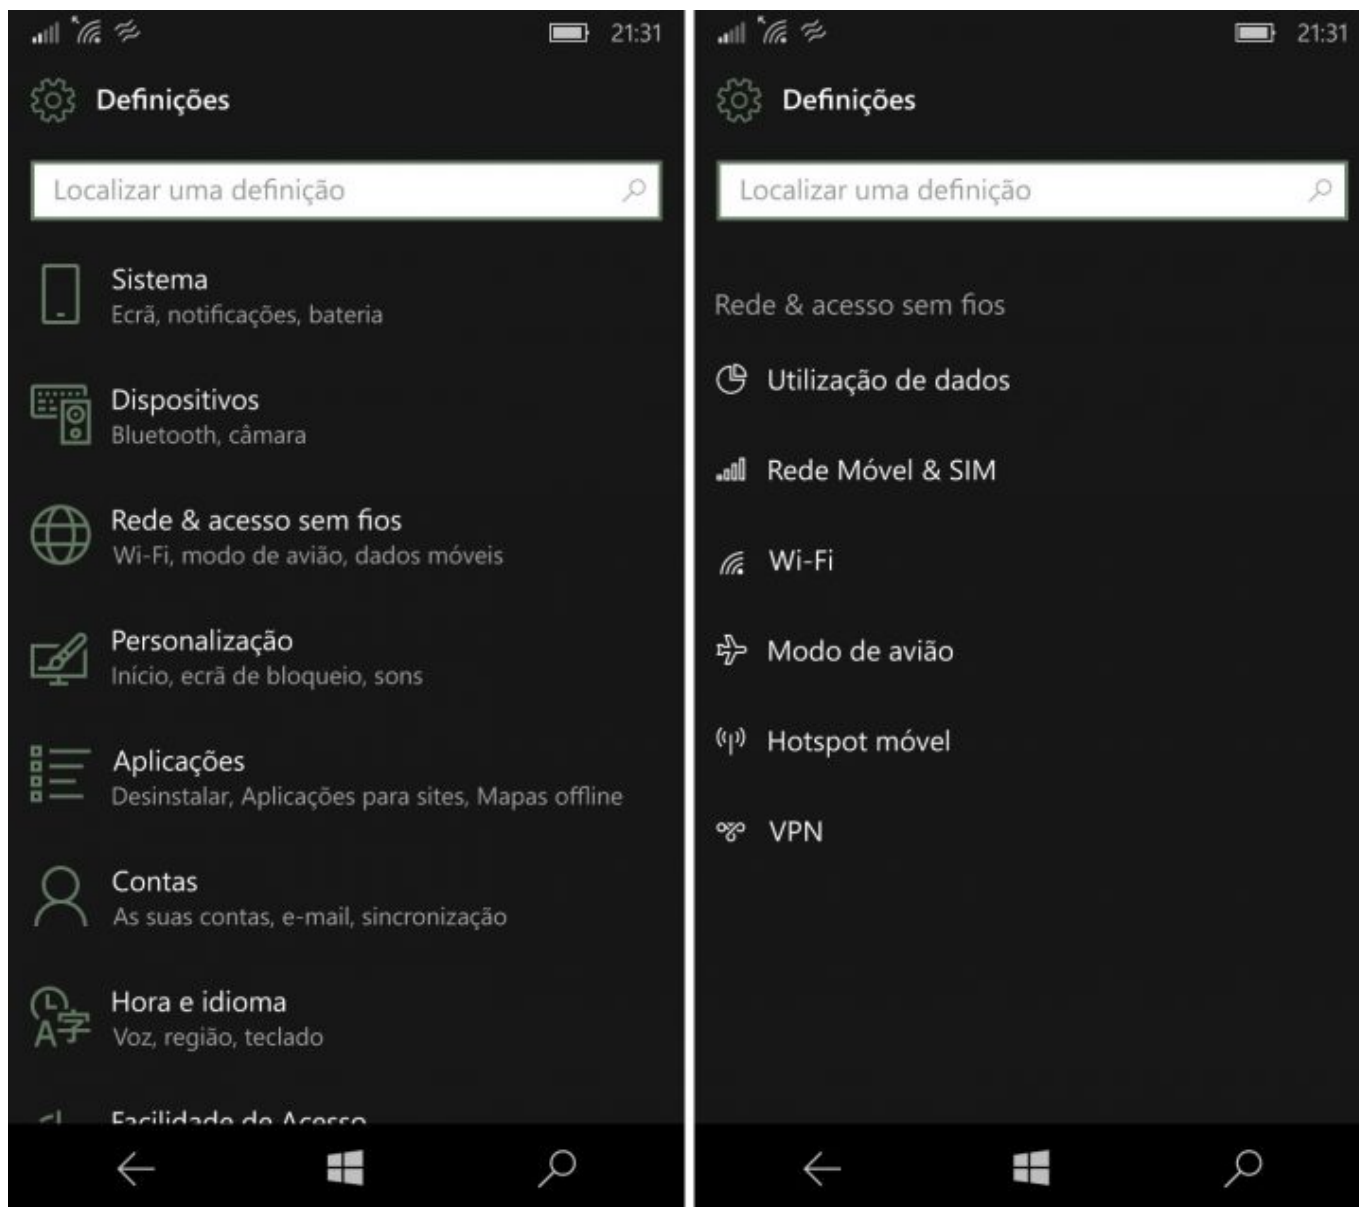 21:31
Definições
Localizar uma definição
Sistema
Ecrã, notificações, bateria
Dispositivos
Bluetooth, câmara
Rede & acesso sem fios
Wi-Fi, modo de avião, dados móveis
Personalização
Início, ecrã de bloqueio, sons
Aplicações
Desinstalar, Aplicações para sites, Mapas offline
Contas
As suas contas, e-mail, sincronização
Hora e idioma
Voz, região, teclado
Facilidade de Acesso
21:31
Definições
Localizar uma definição
Rede & acesso sem fios
Utilização de dados
Rede Móvel & SIM
Wi-Fi
Modo de avião
Hotspot móvel
VPN